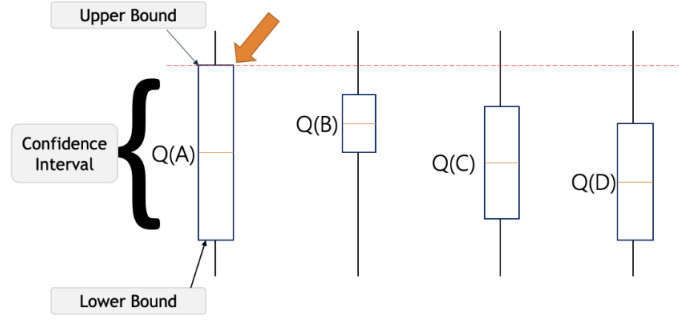 Upper Bound
Confidence
Interval
Q(A)
Q(B)
Q(C)
Q(D)
Lower Bound